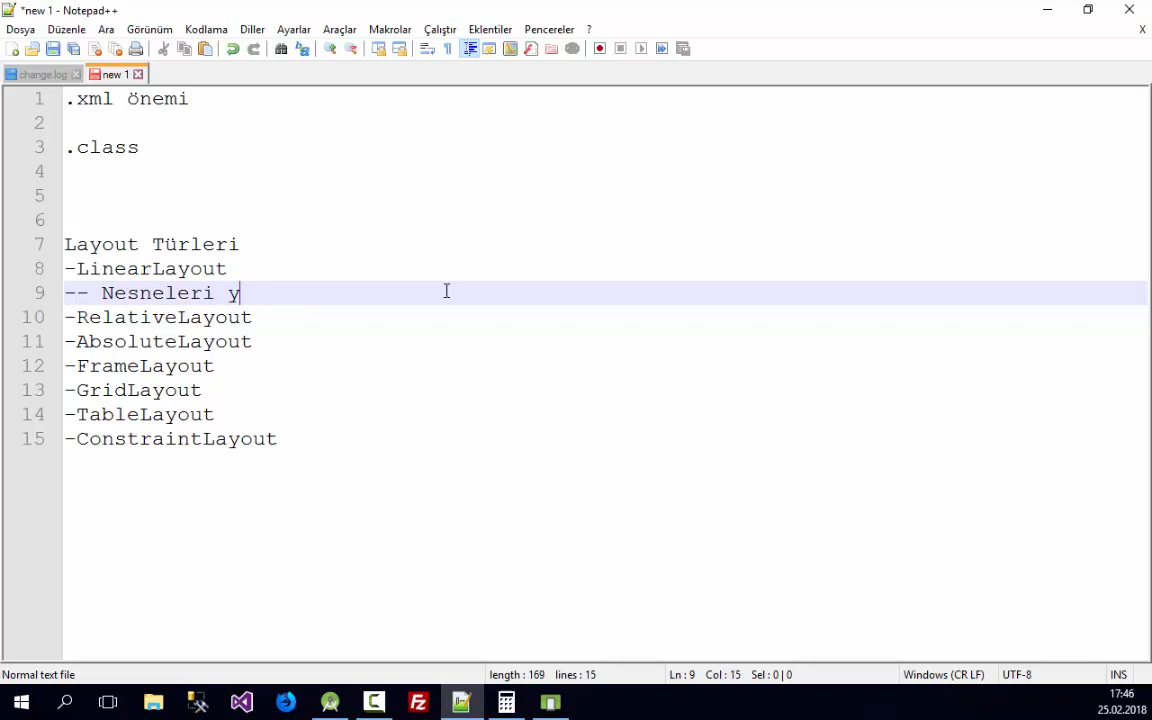 *new 1 - Notepad++
Dosya Düzenle Ara Görünüm Kodlama Diller Ayarlar Araçlar Makrolar Çalıştır Eklentiler Pencereler ? X
change.log new 1
1 .xml önemi
2
3 .class
4
5
6
7 Layout Türleri
8 -LinearLayout
9 -- Nesneleri y
10 -RelativeLayout
11 -AbsoluteLayout
12 -FrameLayout
13 -GridLayout
14 -TableLayout
15 -ConstraintLayout
Normal text file length : 169 lines : 15 Ln : 9 Col : 15 Sel : 0 | 0 Windows (CR LF) UTF-8 INS
17:46
25.02.2018